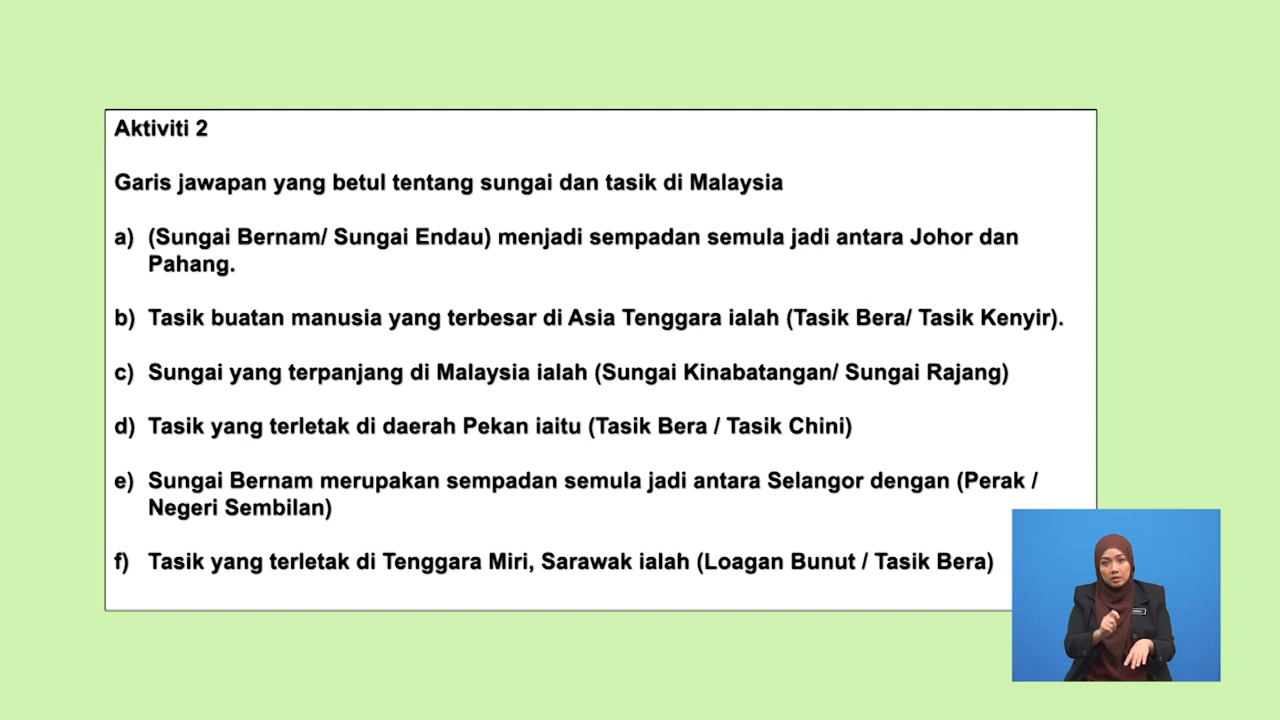 Aktiviti 2
Garis jawapan yang betul tentang sungai dan tasik di Malaysia
a) (Sungai Bernam/ Sungai Endau) menjadi sempadan semula jadi antara Johor dan
Pahang.
b) Tasik buatan manusia yang terbesar di Asia Tenggara ialah (Tasik Bera/ Tasik Kenyir).
c) Sungai yang terpanjang di Malaysia ialah (Sungai Kinabatangan/ Sungai Rajang)
d) Tasik yang terletak di daerah Pekan iaitu (Tasik Bera / Tasik Chini)
e) Sungai Bernam merupakan sempadan semula jadi antara Selangor dengan (Perak /
Negeri Sembilan)
f) Tasik yang terletak di Tenggara Miri, Sarawak ialah (Loagan Bunut / Tasik Bera)